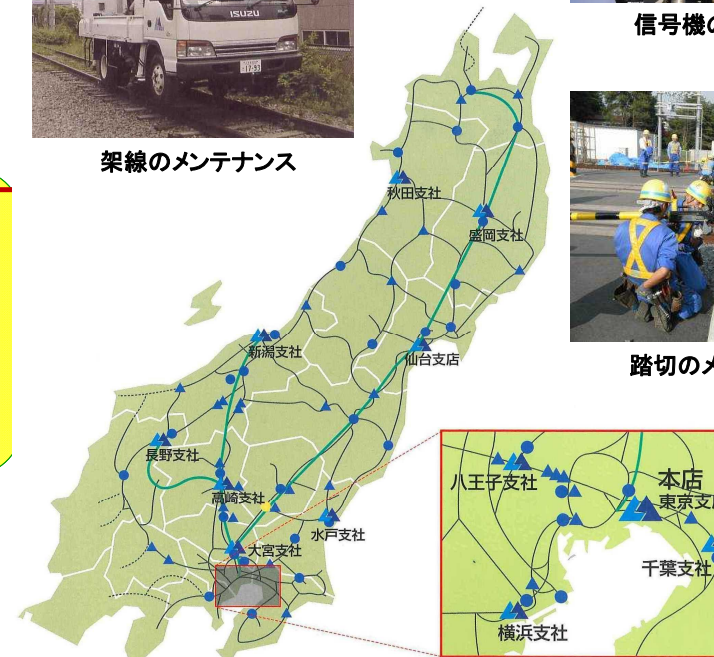 ISUZU
17-93
信号機の
架線のメンテナンス
秋田支社
盛岡支社
新潟支社
仙台支店
踏切のメ
長野支社
高崎支社
水戸支社
大宮支社
八王子支社
本店
東京支
千葉支社
横浜支社